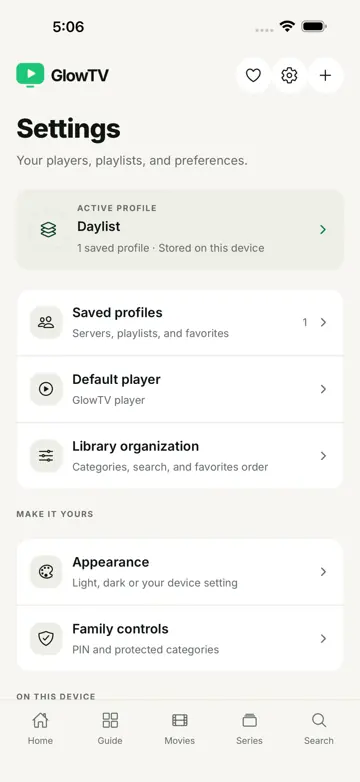 5:06
GlowTV
Settings
Your players, playlists, and preferences.
ACTIVE PROFILE
Daylist
1 saved profile · Stored on this device
Saved profiles
Servers, playlists, and favorites
1
Default player
GlowTV player
Library organization
Categories, search, and favorites order
MAKE IT YOURS
Appearance
Light, dark or your device setting
Family controls
PIN and protected categories
ON THIS DEVICE
Home
Guide
Movies
Series
Search